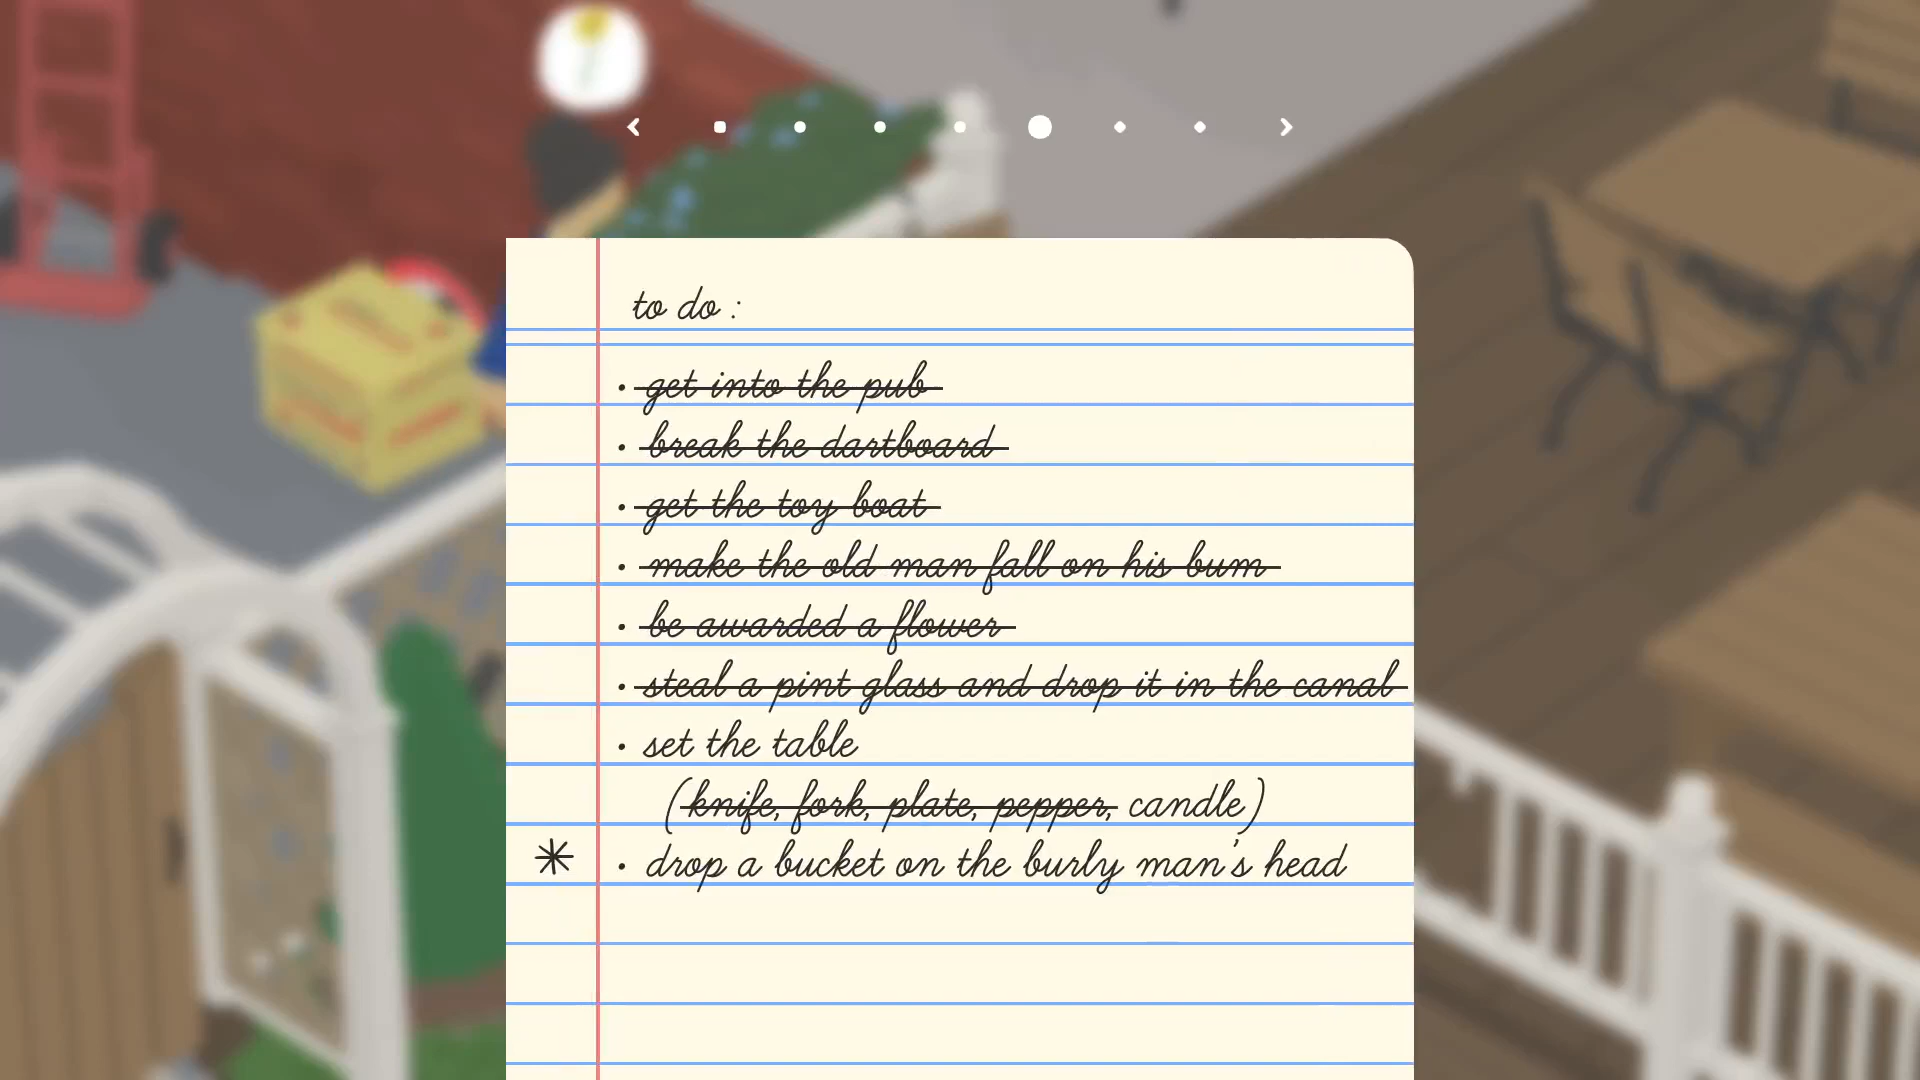 to do :
• get into the pub
• break the dartboard
• get the toy boat
• make the old man fall on his bum
• be awarded a flower
• steal a pint glass and drop it in the canal
• set the table
(knife, fork, plate, pepper, candle)
• drop a bucket on the burly man's head